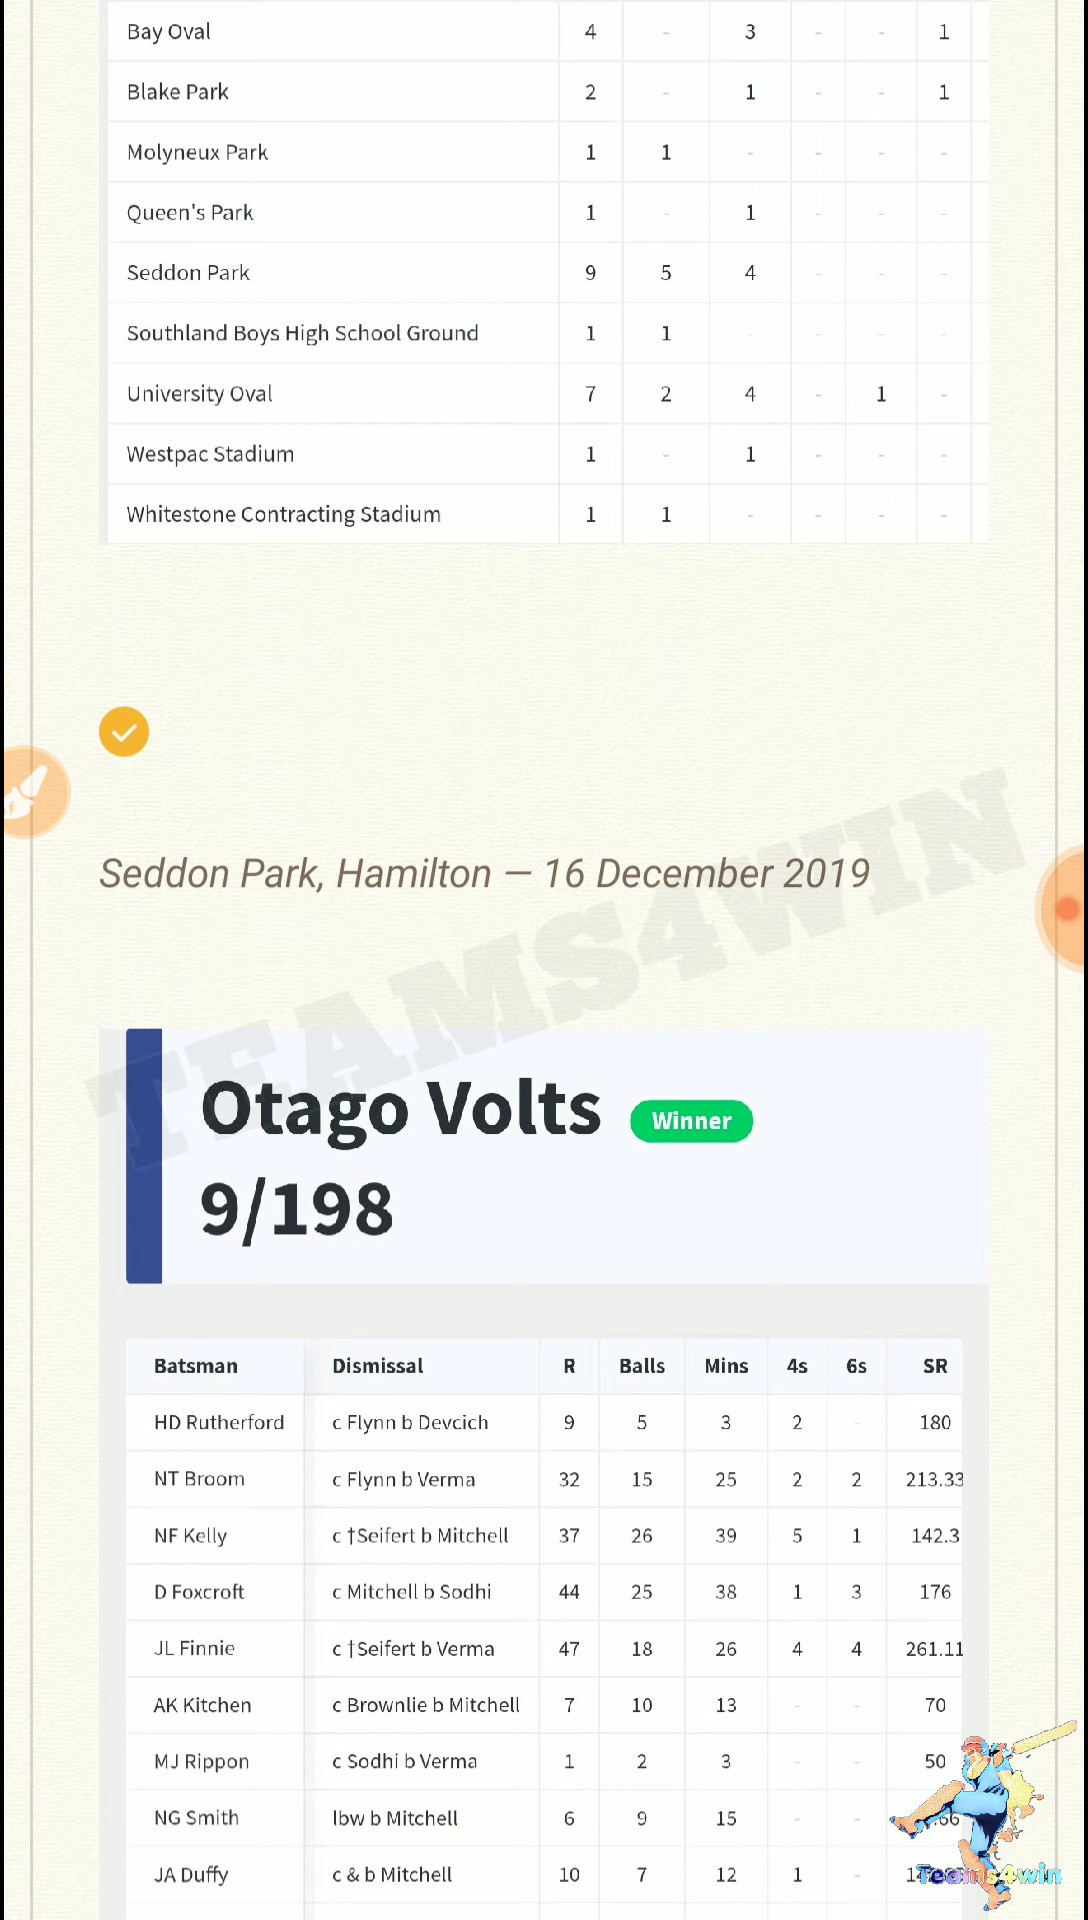 Bay Oval 4 - 3 - - 1
Blake Park 2 - 1 - - 1
Molyneux Park 1 1 - - - -
Queen's Park 1 - 1 - - -
Seddon Park 9 5 4 - - -
Southland Boys High School Ground 1 1 - - - -
University Oval 7 2 4 - 1 -
Westpac Stadium 1 - 1 - - -
Whitestone Contracting Stadium 1 1 - - - -
Seddon Park, Hamilton — 16 December 2019
TEAMS4WIN
Otago Volts Winner
9/198
Batsman Dismissal R Balls Mins 4s 6s SR
HD Rutherford c Flynn b Devcich 9 5 3 2 - 180
NT Broom c Flynn b Verma 32 15 25 2 2 213.33
NF Kelly c †Seifert b Mitchell 37 26 39 5 1 142.3
D Foxcroft c Mitchell b Sodhi 44 25 38 1 3 176
JL Finnie c †Seifert b Verma 47 18 26 4 4 261.11
AK Kitchen c Brownlie b Mitchell 7 10 13 - - 70
MJ Rippon c Sodhi b Verma 1 2 3 - - 50
NG Smith lbw b Mitchell 6 9 15 - -
JA Duffy c & b Mitchell 10 7 12 1 -
Teams4win